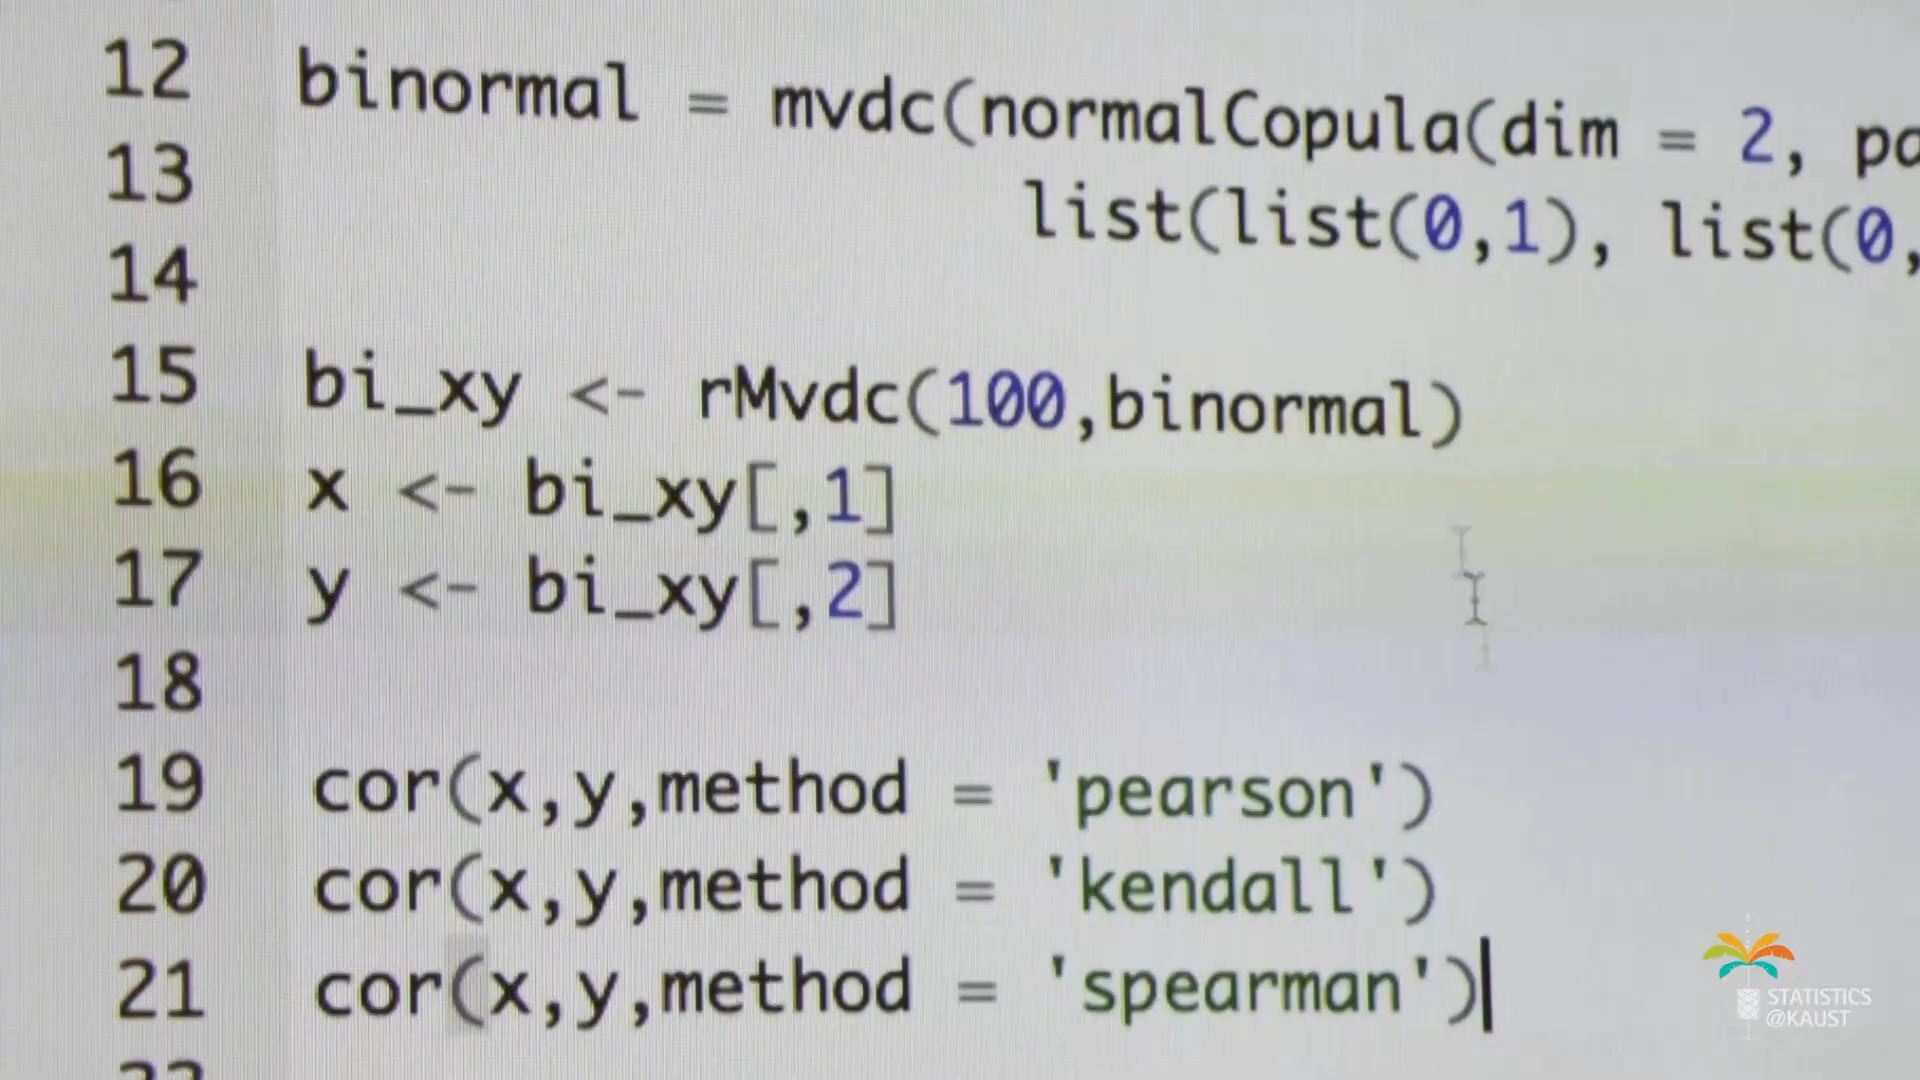 12 binormal = mvdc(normalCopula(dim = 2,
13 list(list(0,1), list(0,
14
15 bi_xy <- rMvdc(100,binormal)
16 x <- bi_xy[,1]
17 y <- bi_xy[,2]
18
19 cor(x,y,method = 'pearson')
20 cor(x,y,method = 'kendall')
21 cor(x,y,method = 'spearman')
STATISTICS
@KAUST